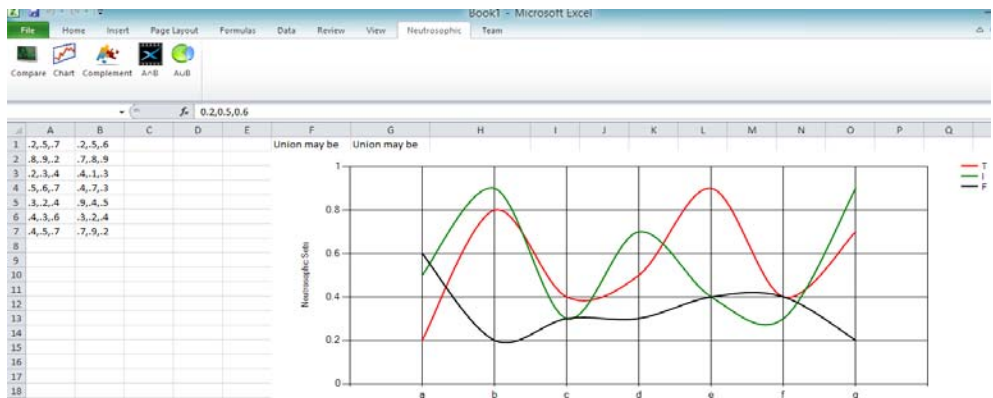 Book1 - Microsoft Excel
File Home Insert Page Layout Formulas Data Review View Neutrosophic Team
Compare Chart Complement A∩B A∪B
fx 0.2,0.5,0.6
A B C D E F G H I J K L M N O P Q
1 .2,.5,.7 .2,.5,.6 Union may be Union may be
2 .8,.9,.2 .7,.8,.9
3 .2,.3,.4 .4,.1,.3
4 .5,.6,.7 .4,.7,.3
5 .3,.2,.4 .9,.4,.5
6 .4,.3,.6 .3,.2,.4
7 .4,.5,.7 .7,.9,.2
8
9
10
11
12
13
14
15
16
17
18
T
I
F
Neutrosophic Sets
1
0.8
0.6
0.4
0.2
0
a b c d e f g